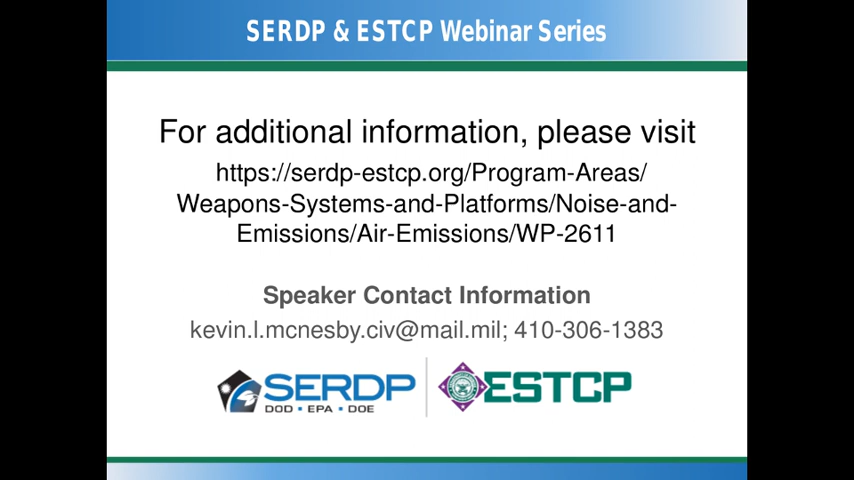 SERDP & ESTCP Webinar Series
For additional information, please visit
https://serdp-estcp.org/Program-Areas/
Weapons-Systems-and-Platforms/Noise-and-
Emissions/Air-Emissions/WP-2611
Speaker Contact Information
kevin.l.mcnesby.civ@mail.mil; 410-306-1383
SERDP
DOD • EPA • DOE
ESTCP